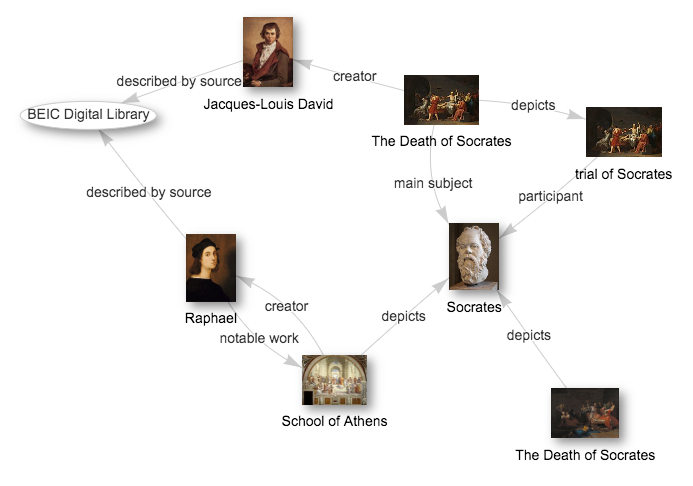 described by source
Jacques-Louis David
creator
The Death of Socrates
depicts
trial of Socrates
BEIC Digital Library
described by source
main subject
participant
Raphael
creator
notable work
depicts
Socrates
depicts
School of Athens
The Death of Socrates